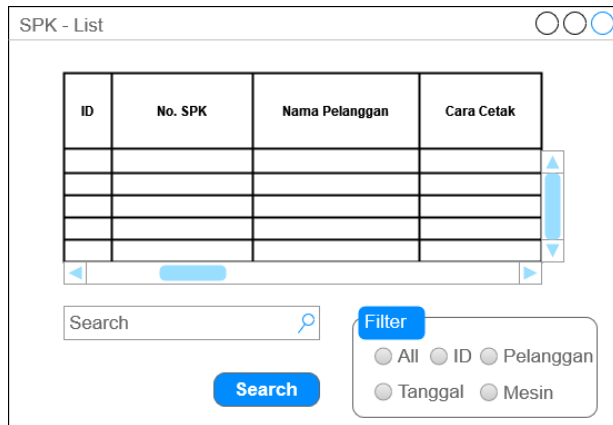 SPK - List
ID No. SPK Nama Pelanggan Cara Cetak
Search
Filter
All ID Pelanggan
Tanggal Mesin
Search